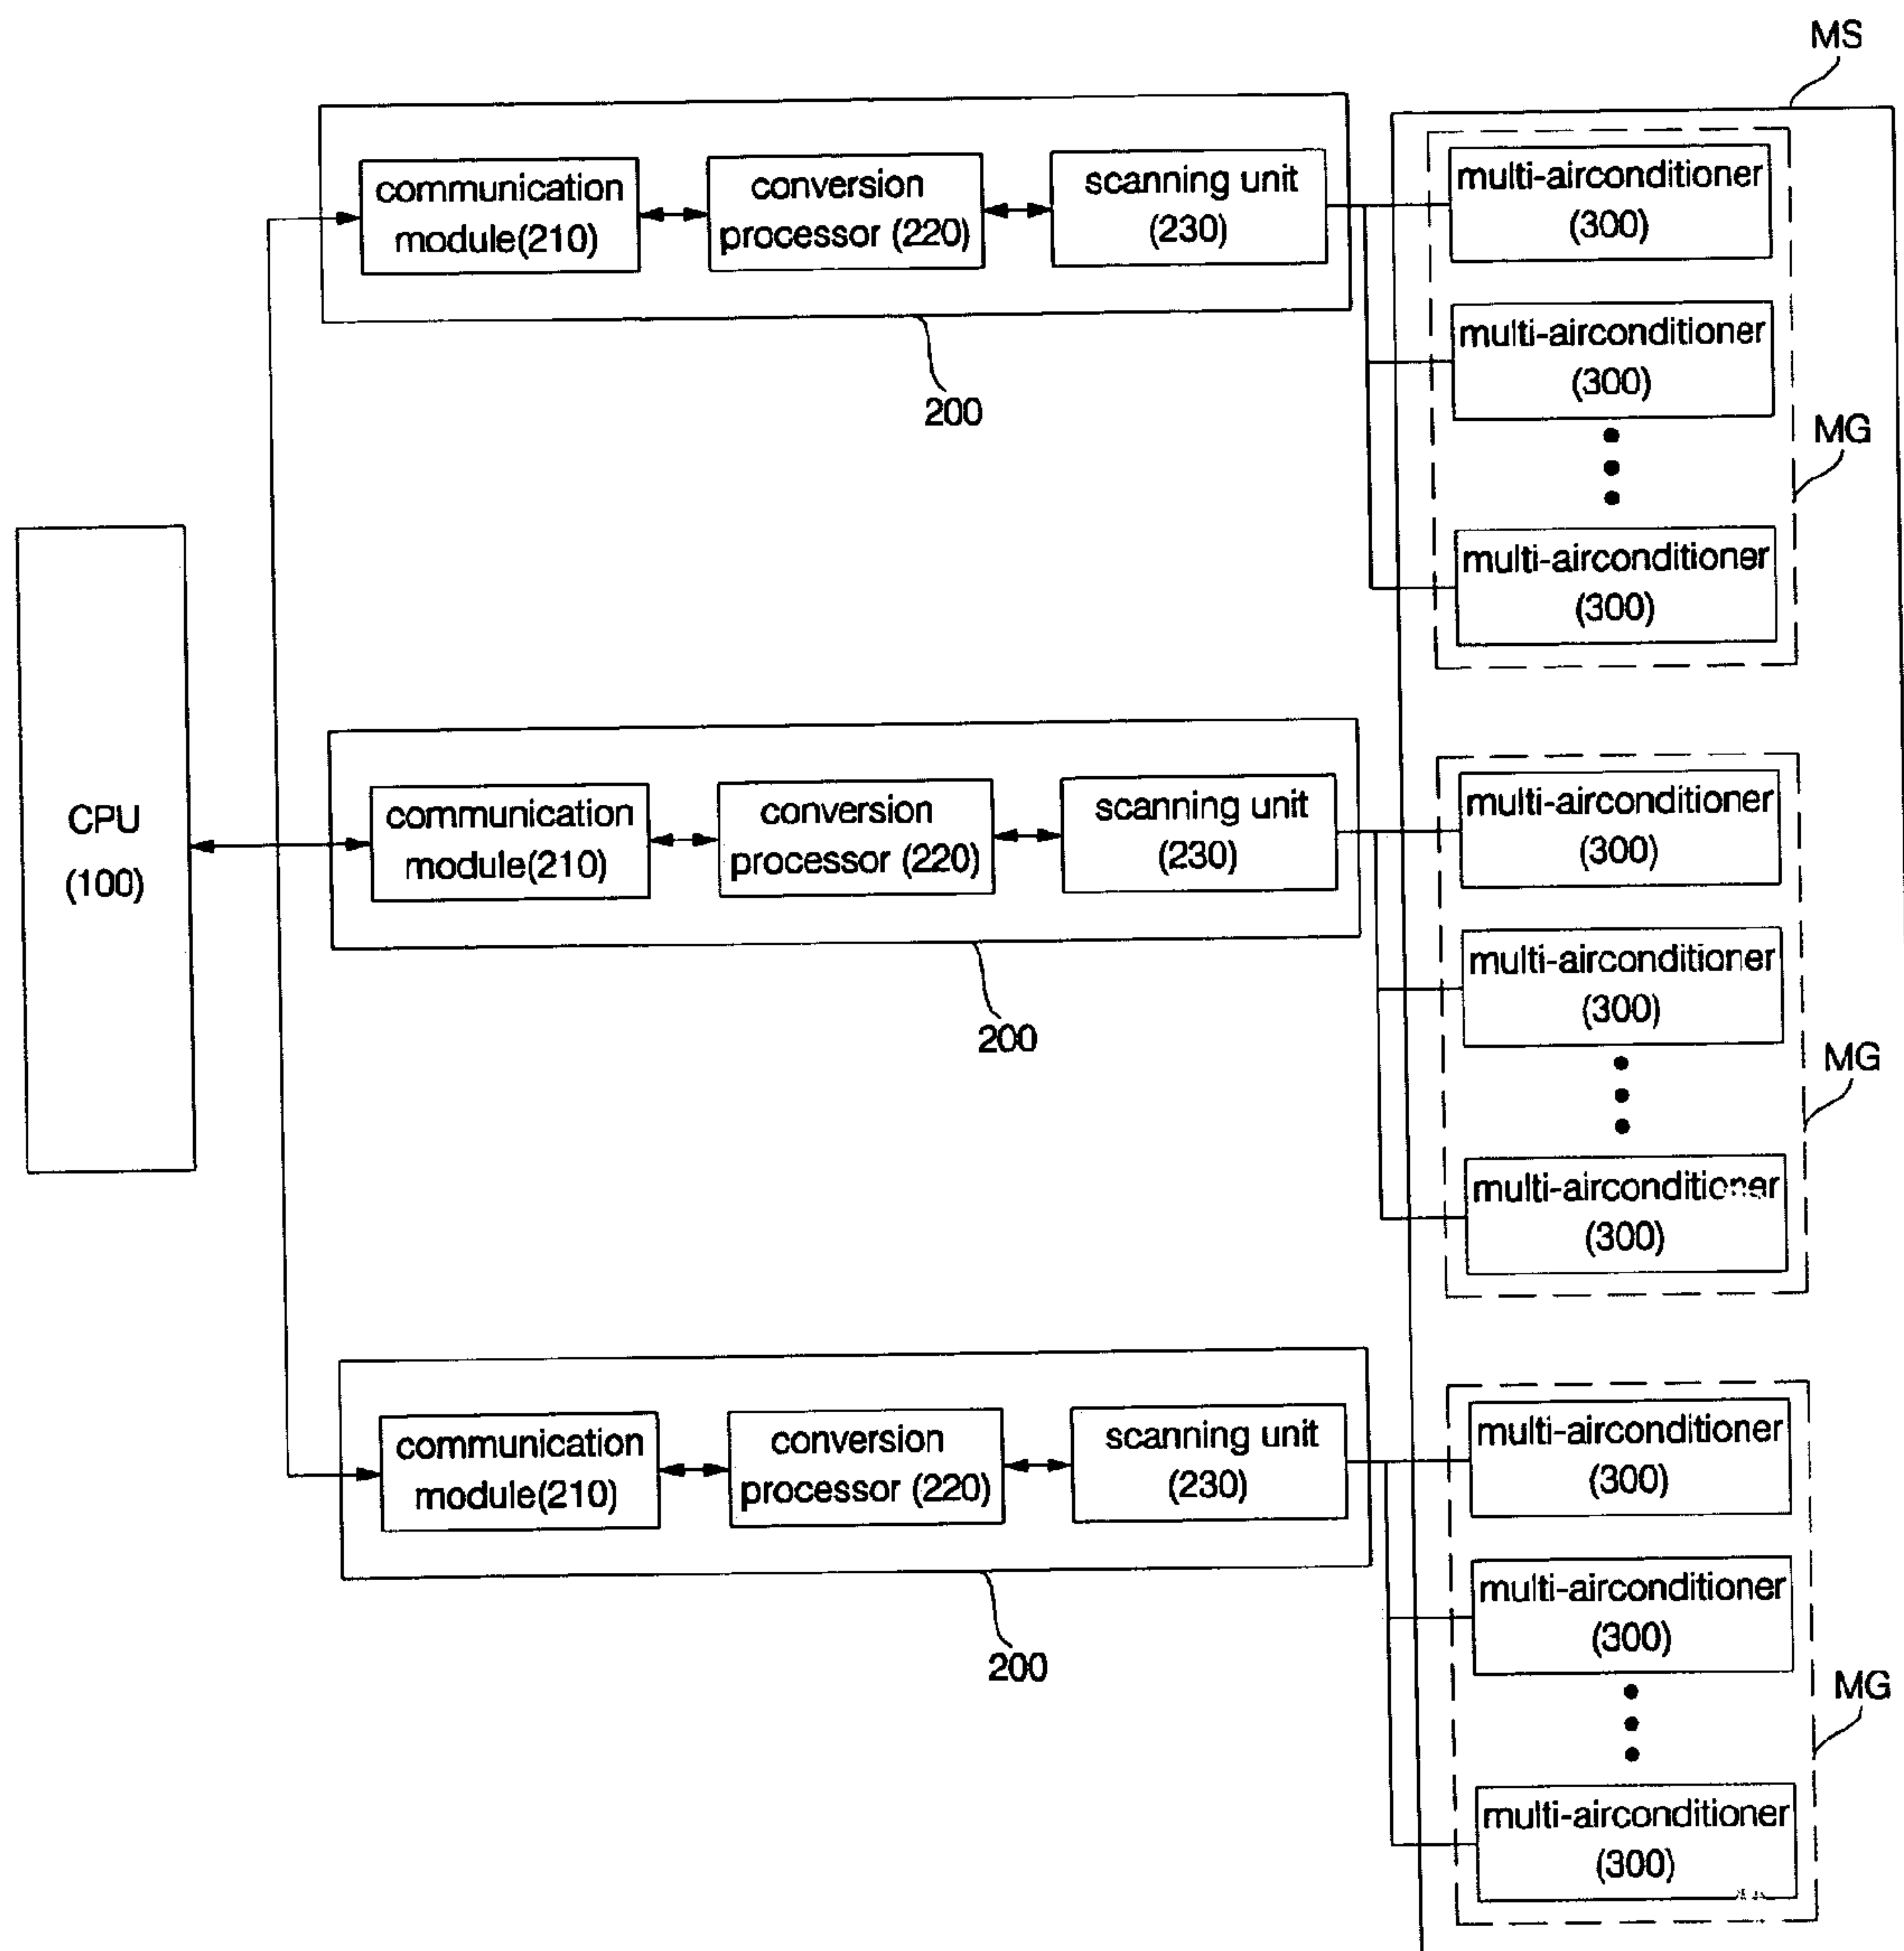 MS
communication
module(210)
conversion
processor (220)
scanning unit
(230)
multi-airconditioner
(300)
multi-airconditioner
(300)
200
MG
multi-airconditioner
(300)
CPU
(100)
communication
module(210)
conversion
processor (220)
scanning unit
(230)
multi-airconditioner
(300)
multi-airconditioner
(300)
200
MG
multi-airconditioner
(300)
communication
module(210)
conversion
processor (220)
scanning unit
(230)
multi-airconditioner
(300)
multi-airconditioner
(300)
200
MG
multi-airconditioner
(300)